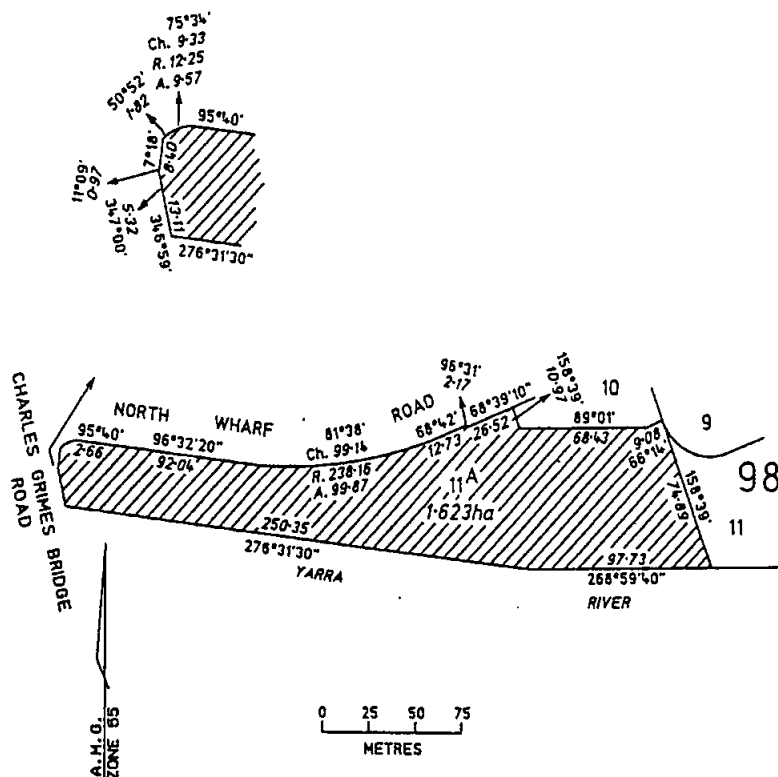 75°34'
Ch. 9·33
R. 12·25
A. 9·57
50°52'
1·82
95°40'
7°18'
8·40
11°09'
0·97
5·32
347°00'
13·11
346°59'
276°31'30"
CHARLES GRIMES BRIDGE
ROAD
NORTH WHARF ROAD
95°40'
2·66
96°32'20"
92·04
81°38'
Ch. 99·14
R. 238·16
A. 99·87
96°31'
2·17
68°42'
12·73
68°39'10"
26·52
158°39'
10·97
10
89°01'
68·43
9
9·08
66°14'
98
11
158°39'
74·89
11A
1·623ha
250·35
276°31'30"
YARRA
97·73
268°59'40"
RIVER
A.M.G.
ZONE 55
0 25 50 75
METRES